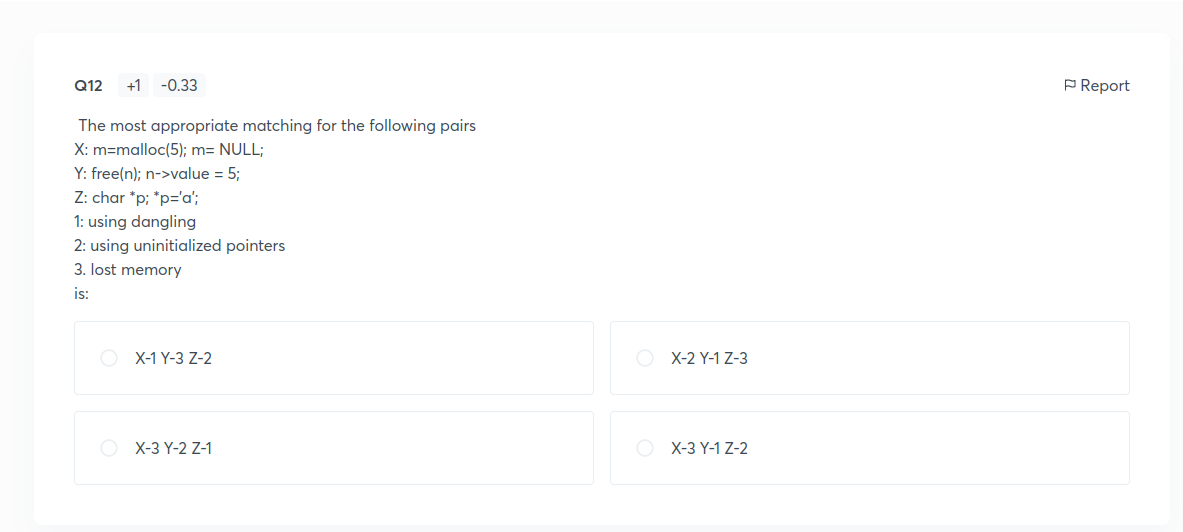 Q12 +1 -0.33 Report
The most appropriate matching for the following pairs
X: m=malloc(5); m= NULL;
Y: free(n); n->value = 5;
Z: char *p; *p='a';
1: using dangling
2: using uninitialized pointers
3. lost memory
is:
X-1 Y-3 Z-2
X-2 Y-1 Z-3
X-3 Y-2 Z-1
X-3 Y-1 Z-2